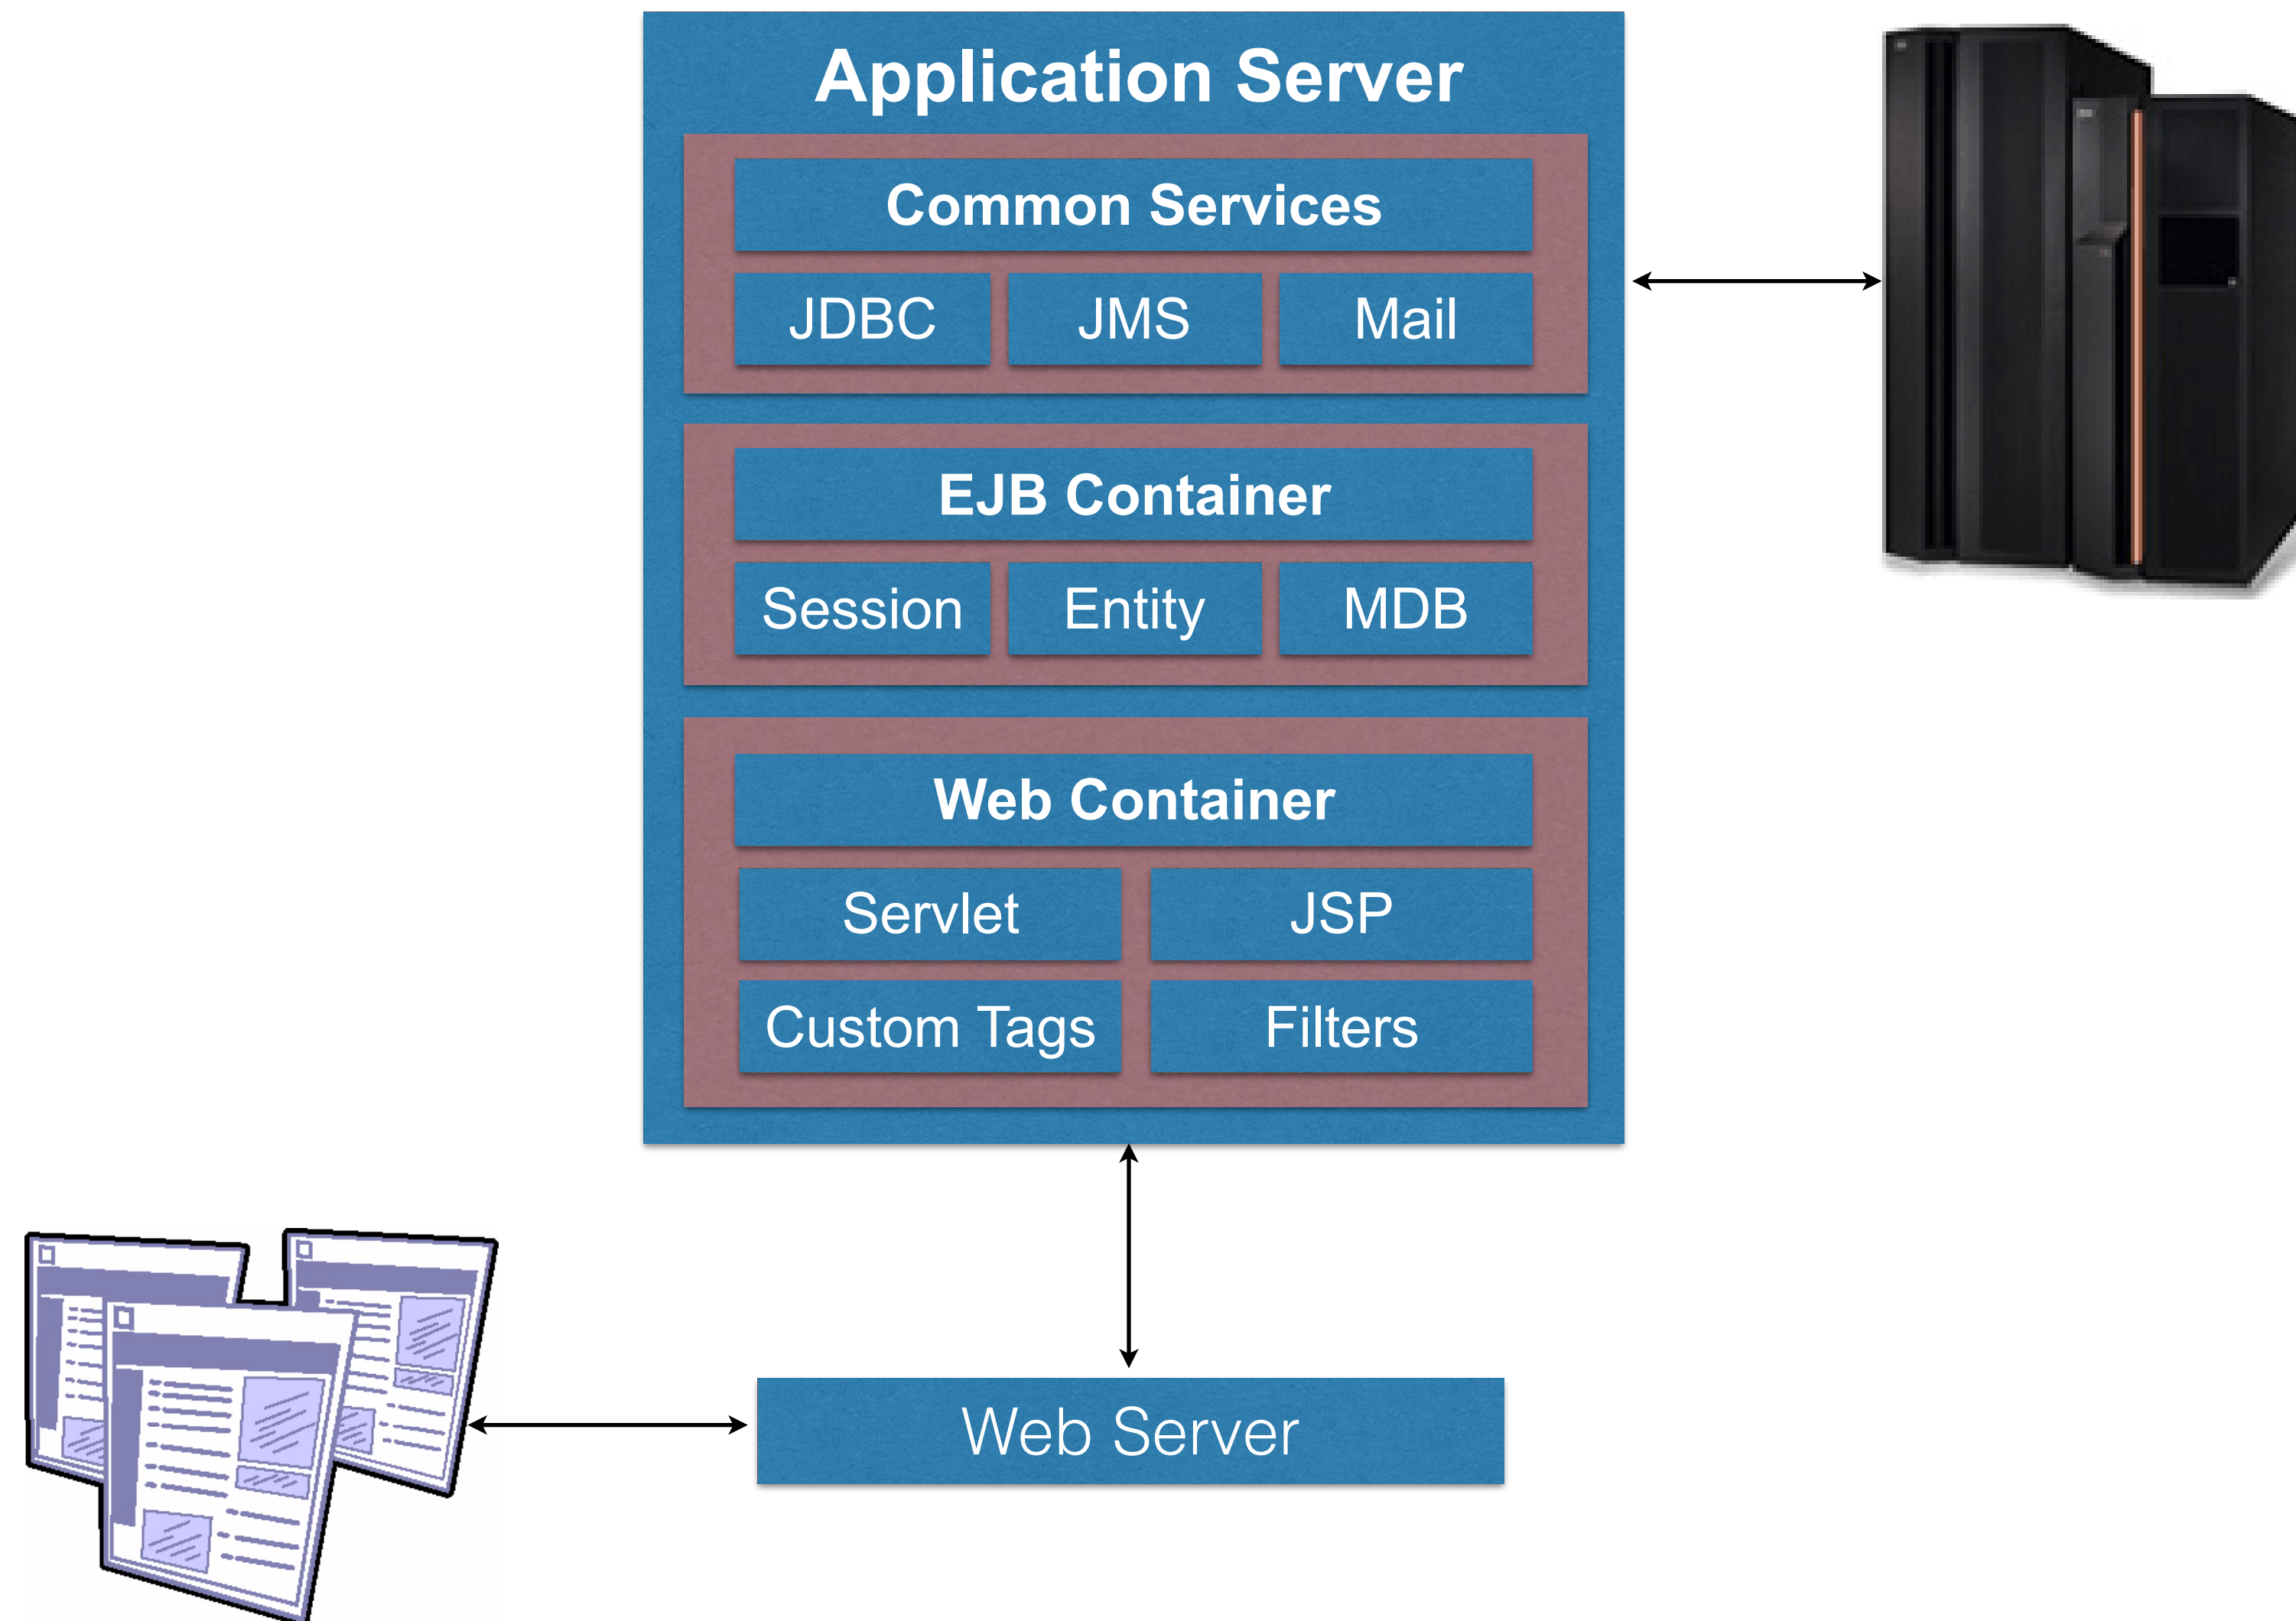 Application Server
Common Services
JDBC
JMS
Mail
EJB Container
Session
Entity
MDB
Web Container
Servlet
JSP
Custom Tags
Filters
Web Server